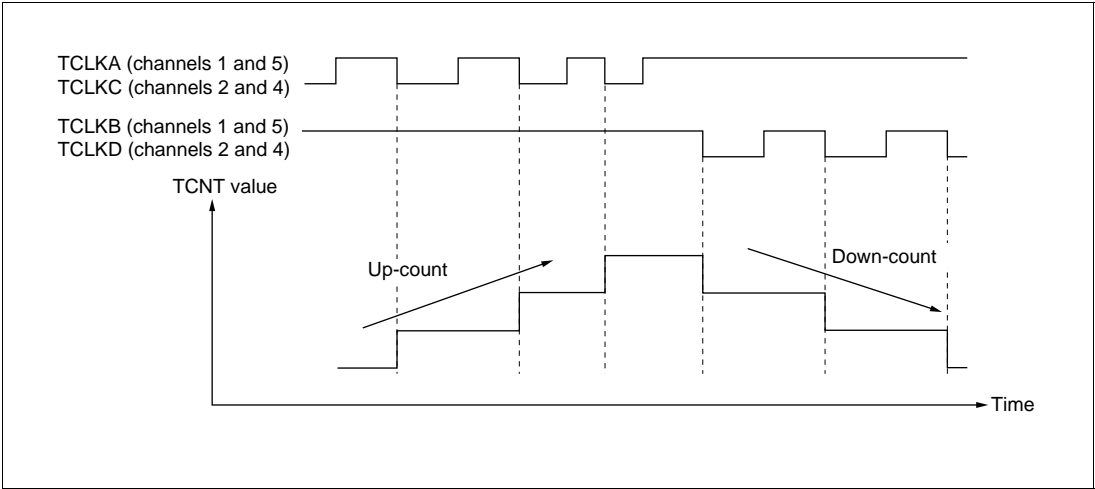 TCLKA (channels 1 and 5)
TCLKC (channels 2 and 4)
TCLKB (channels 1 and 5)
TCLKD (channels 2 and 4)
TCNT value
Up-count
Down-count
Time